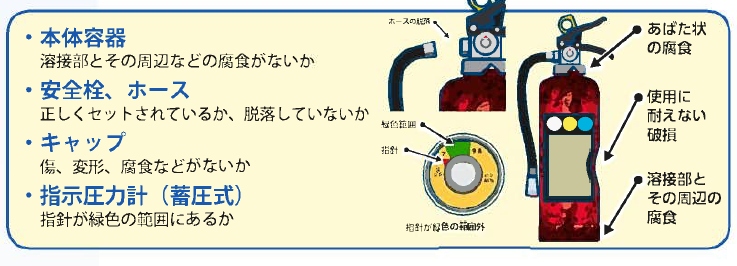 ・本体容器
溶接部とその周辺などの腐食がないか
・安全栓、ホース
正しくセットされているか、脱落していないか
・キャップ
傷、変形、腐食などがないか
・指示圧力計（蓄圧式）
指針が緑色の範囲にあるか
ホースの脱落
緑色範囲
指針
指針が緑色の範囲外
あばた状
の腐食
使用に
耐えない
破損
溶接部と
その周辺の
腐食